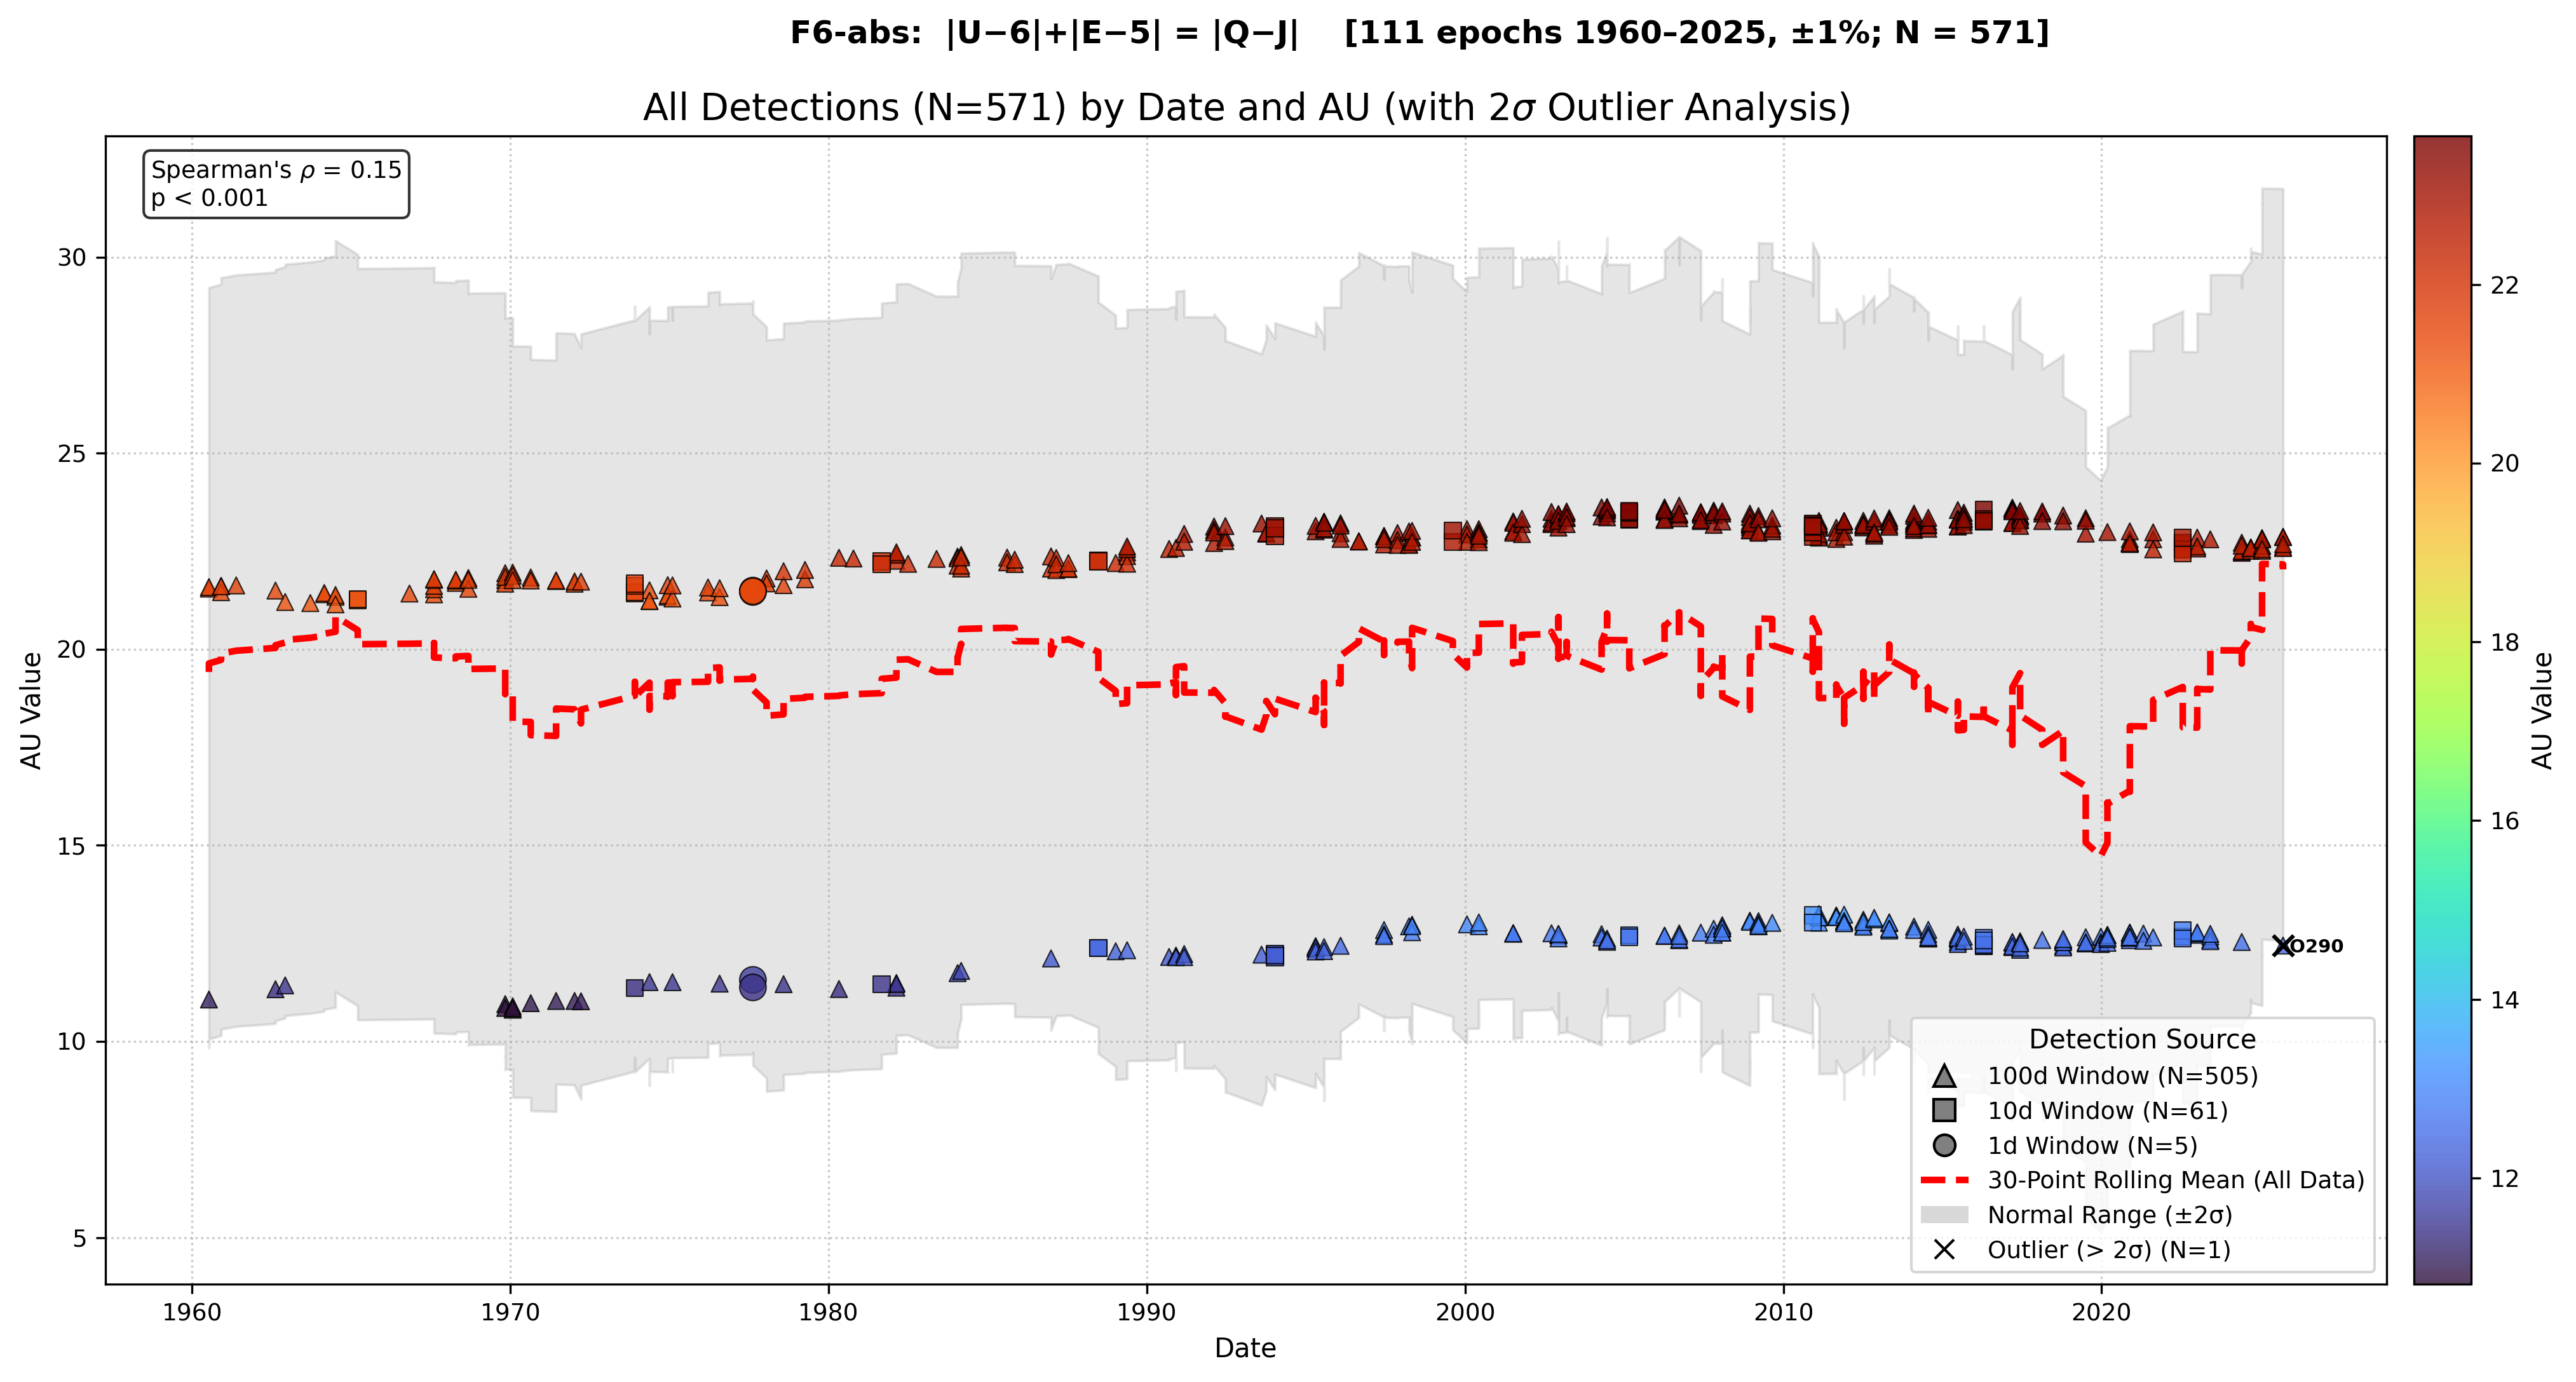 F6-abs: |U−6|+|E−5| = |Q−J| [111 epochs 1960–2025, ±1%; N = 571]
All Detections (N=571) by Date and AU (with 2σ Outlier Analysis)
Spearman's ρ = 0.15
p < 0.001
AU Value
30
25
20
15
10
5
O290
Detection Source
100d Window (N=505)
10d Window (N=61)
1d Window (N=5)
30-Point Rolling Mean (All Data)
Normal Range (±2σ)
Outlier (> 2σ) (N=1)
1960 1970 1980 1990 2000 2010 2020
Date
22
20
18
16
14
12
AU Value